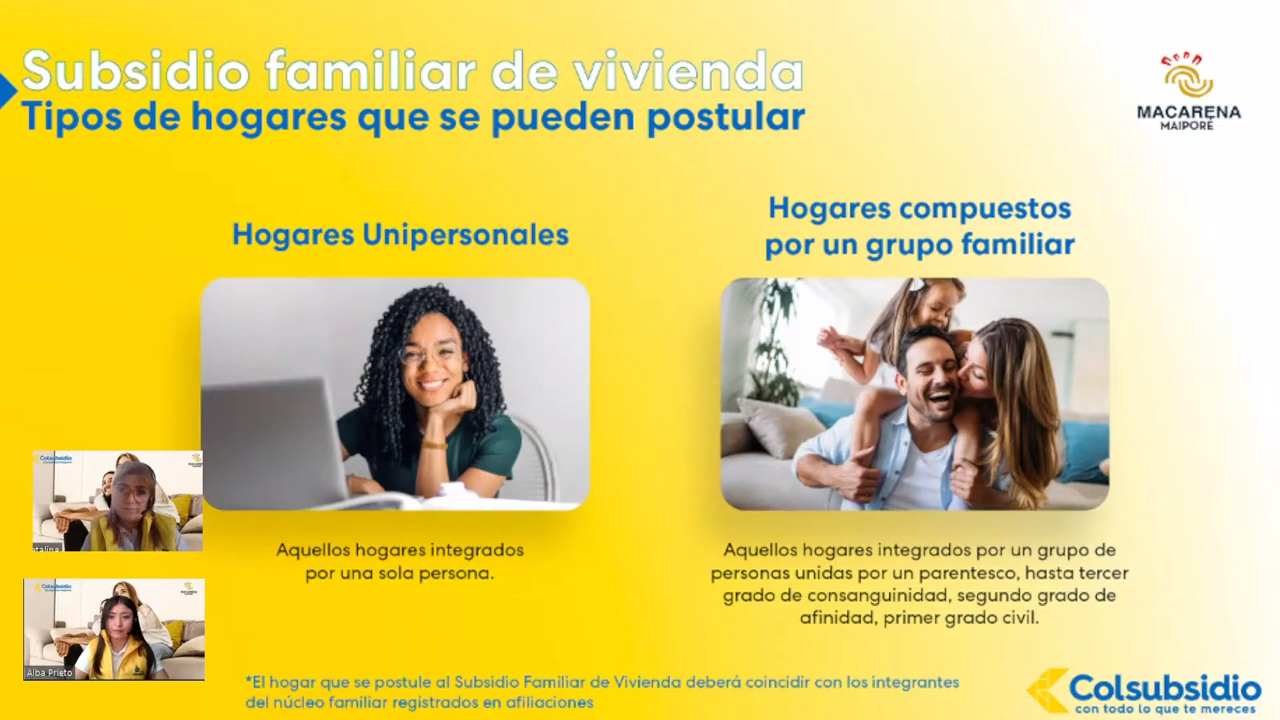 Subsidio familiar de vivienda
Tipos de hogares que se pueden postular
MACARENA
MAIPORÉ
Hogares Unipersonales
Hogares compuestos
por un grupo familiar
Aquellos hogares integrados
por una sola persona.
Aquellos hogares integrados por un grupo de
personas unidas por un parentesco, hasta tercer
grado de consanguinidad, segundo grado de
afinidad, primer grado civil.
Colsubsidio
atalina
Colsubsidio
Alba Prieto
*El hogar que se postule al Subsidio Familiar de Vivienda deberá coincidir con los integrantes
del núcleo familiar registrados en afiliaciones
Colsubsidio
con todo lo que te mereces